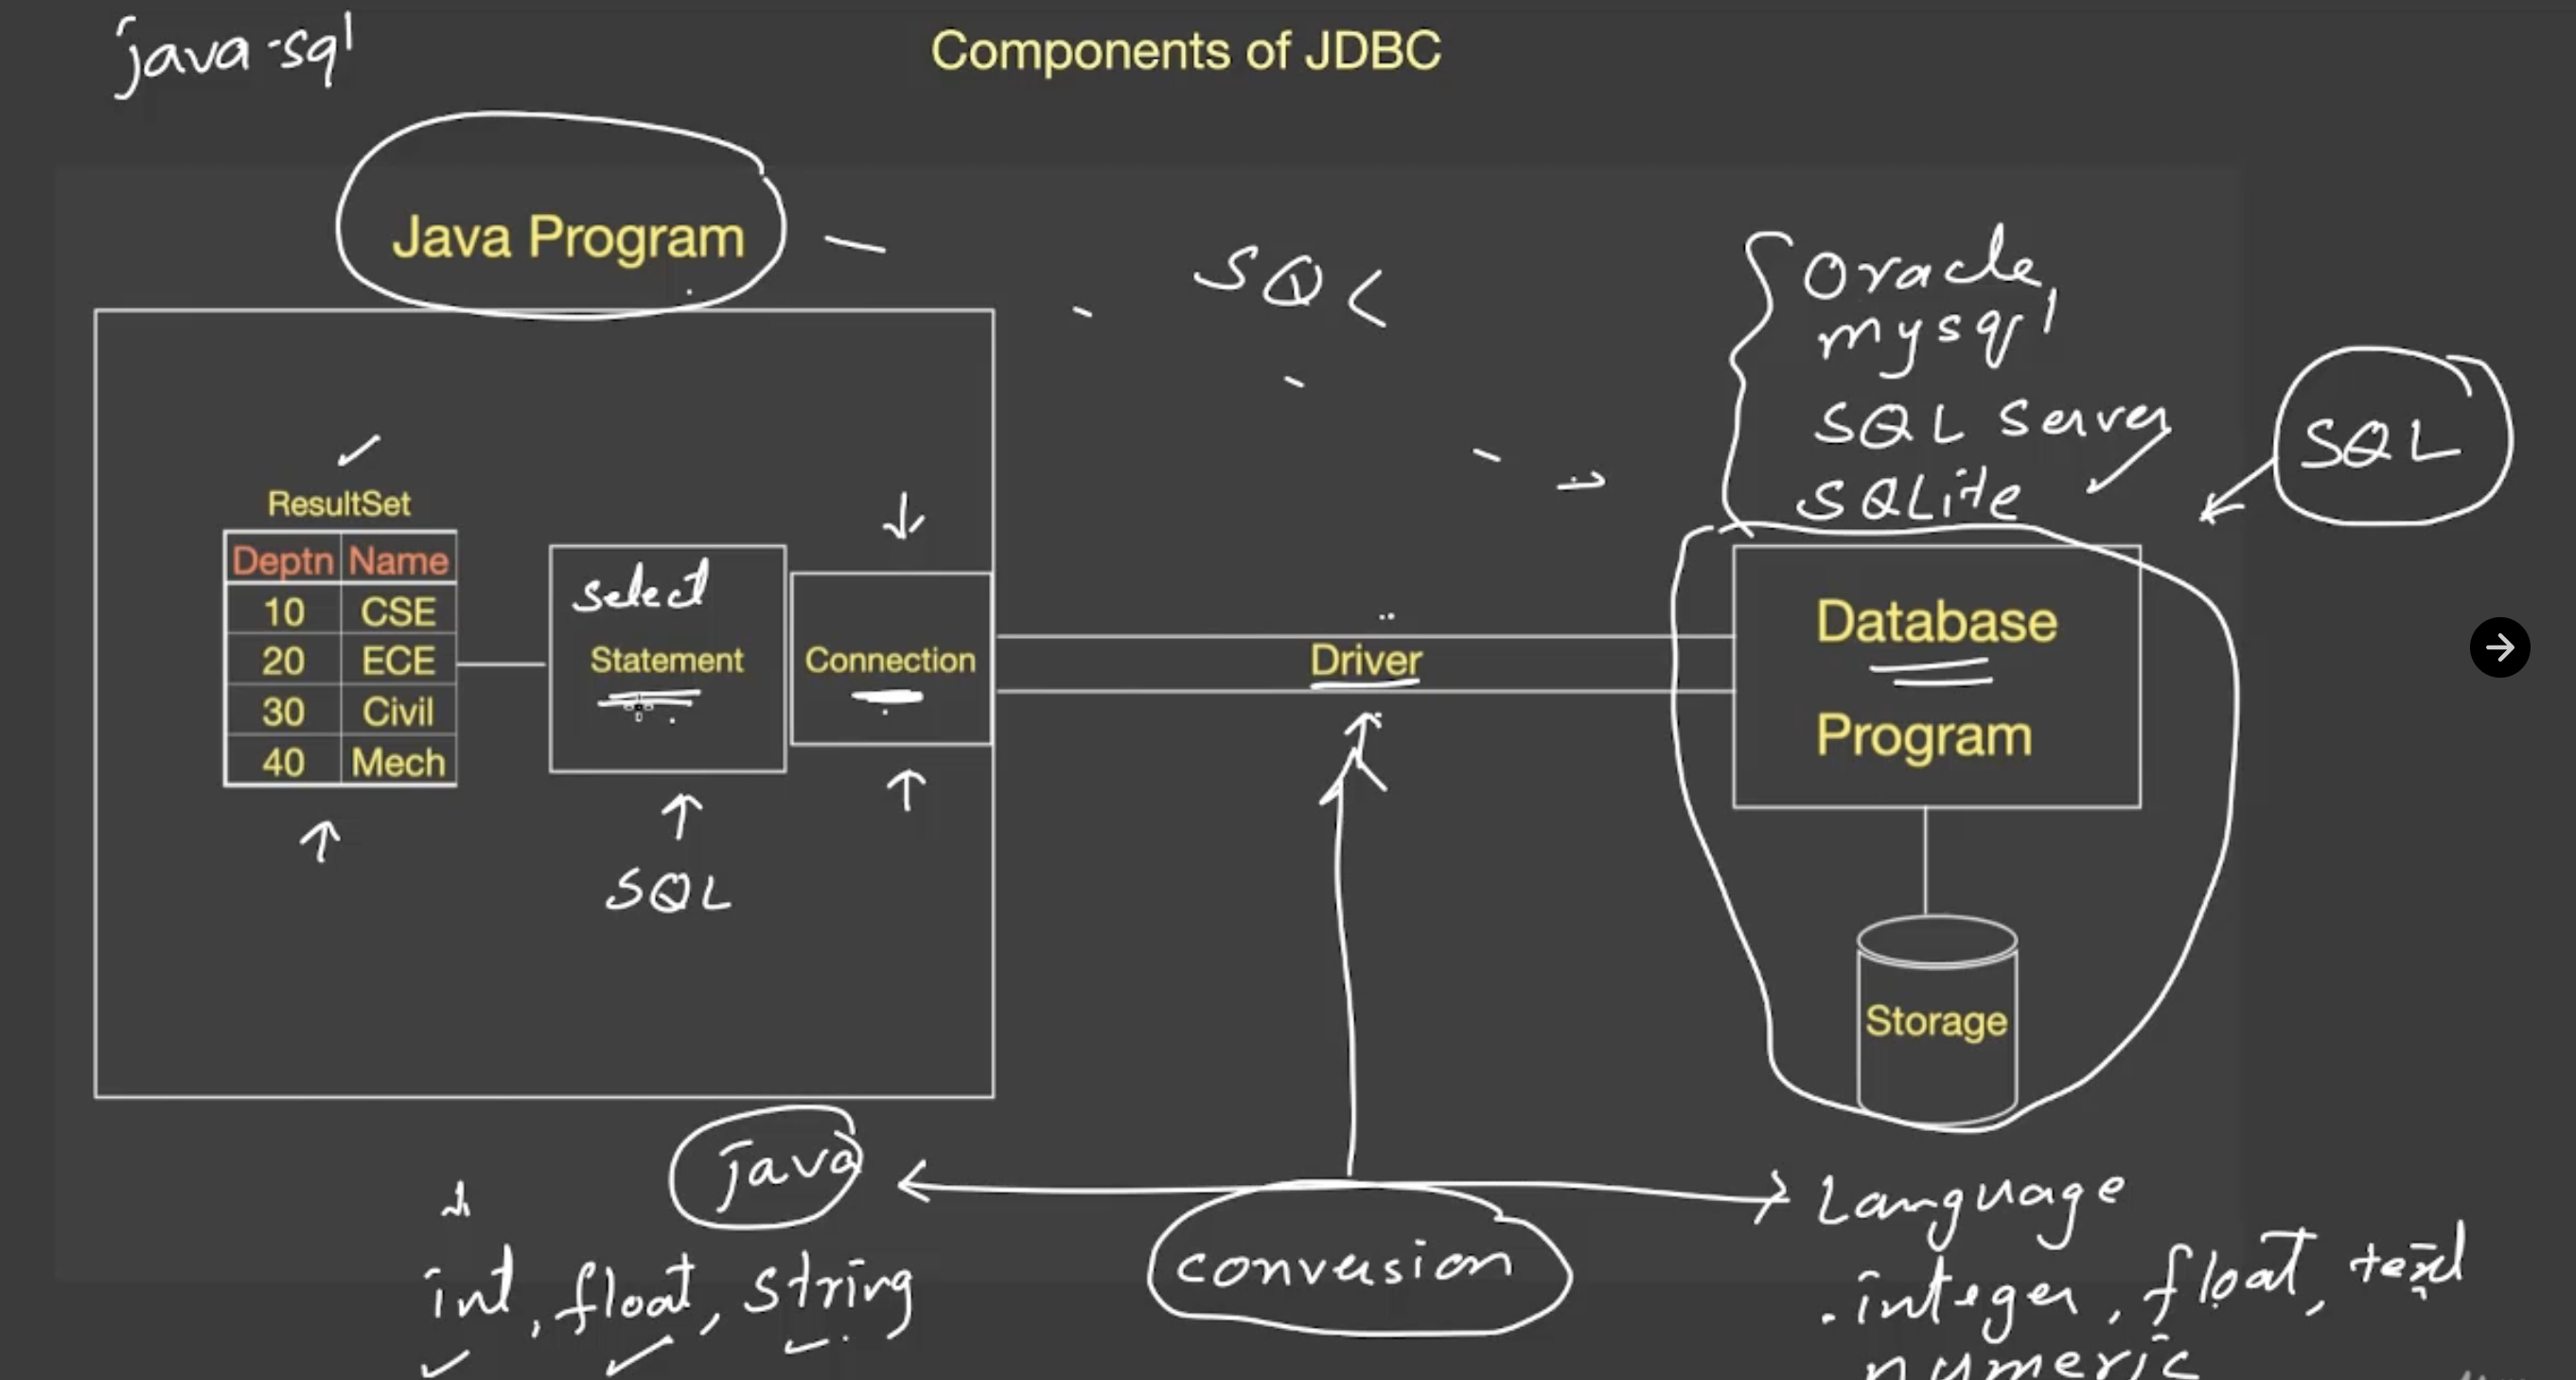 java.sql
Components of JDBC
Java Program
SQL
Oracle,
mysql
SQL Server
SQLite
SQL
ResultSet
Deptn Name
10 CSE
20 ECE
30 Civil
40 Mech
select
Statement
Connection
Driver
Database
Program
SQL
Storage
java
conversion
Language
int, float, string
integer, float, text
numeric